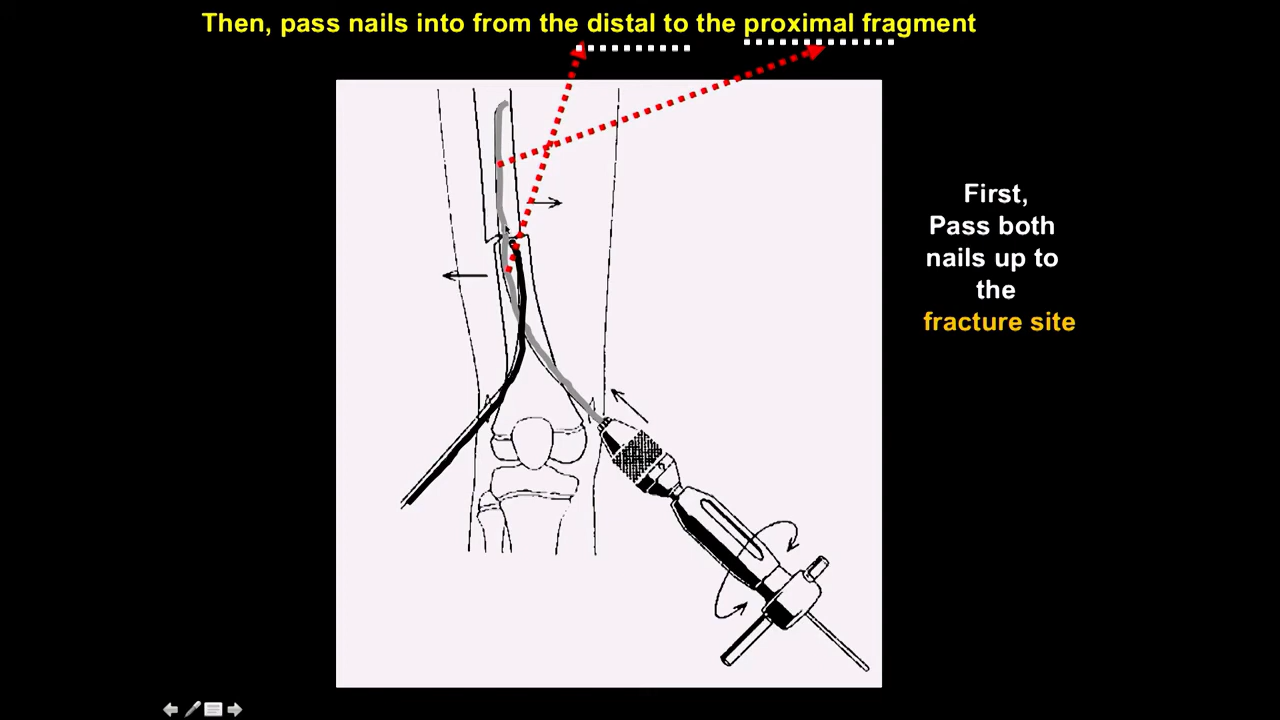 Then, pass nails into from the distal to the proximal fragment
First,
Pass both
nails up to
the
fracture site